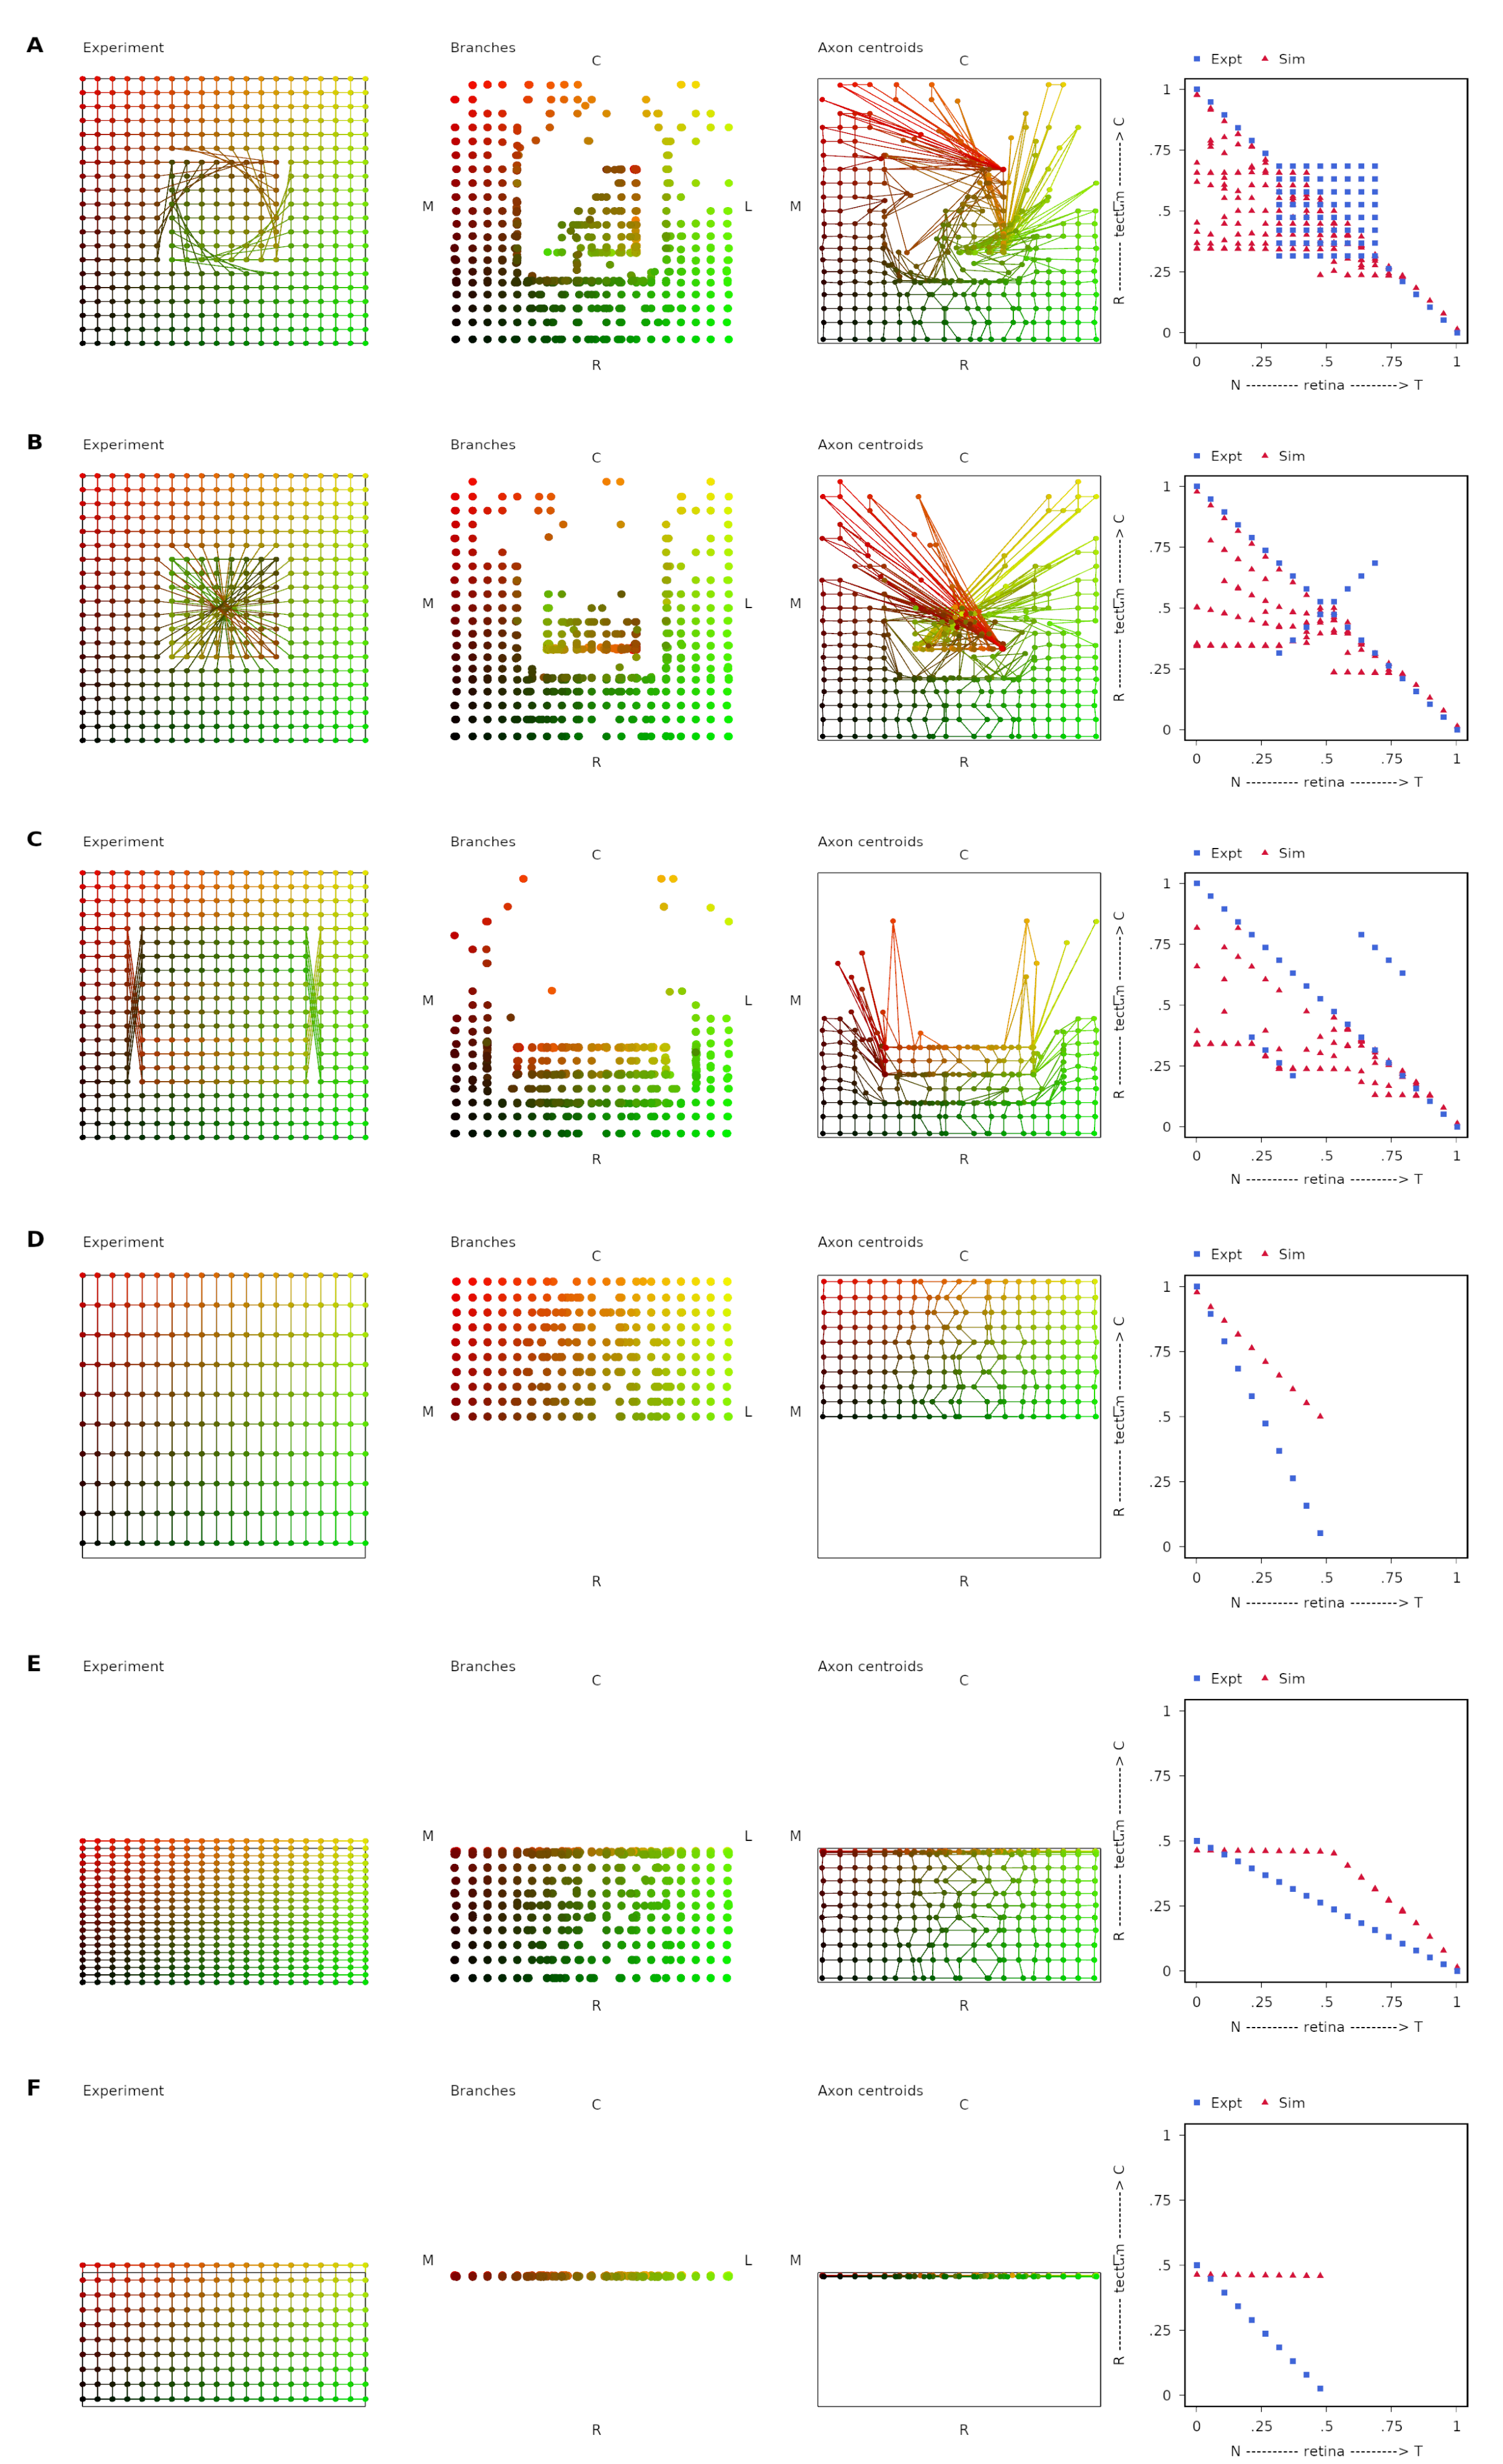 A
Experiment
Branches
Axon centroids
C
C
Expt
Sim
M
L
M
L
R
R
R ------- tectum ---------> C
1
.75
.5
.25
0
0
.25
.5
.75
1
N ---------- retina ---------> T
B
Experiment
Branches
Axon centroids
C
C
Expt
Sim
M
L
M
L
R
R
R ------- tectum ---------> C
1
.75
.5
.25
0
0
.25
.5
.75
1
N ---------- retina ---------> T
C
Experiment
Branches
Axon centroids
C
C
Expt
Sim
M
L
M
L
R
R
R ------- tectum ---------> C
1
.75
.5
.25
0
0
.25
.5
.75
1
N ---------- retina ---------> T
D
Experiment
Branches
Axon centroids
C
C
Expt
Sim
M
L
M
L
R
R
R ------- tectum ---------> C
1
.75
.5
.25
0
0
.25
.5
.75
1
N ---------- retina ---------> T
E
Experiment
Branches
Axon centroids
C
C
Expt
Sim
M
L
M
L
R
R
R ------- tectum ---------> C
1
.75
.5
.25
0
0
.25
.5
.75
1
N ---------- retina ---------> T
F
Experiment
Branches
Axon centroids
C
C
Expt
Sim
M
L
M
L
R
R
R ------- tectum ---------> C
1
.75
.5
.25
0
0
.25
.5
.75
1
N ---------- retina ---------> T